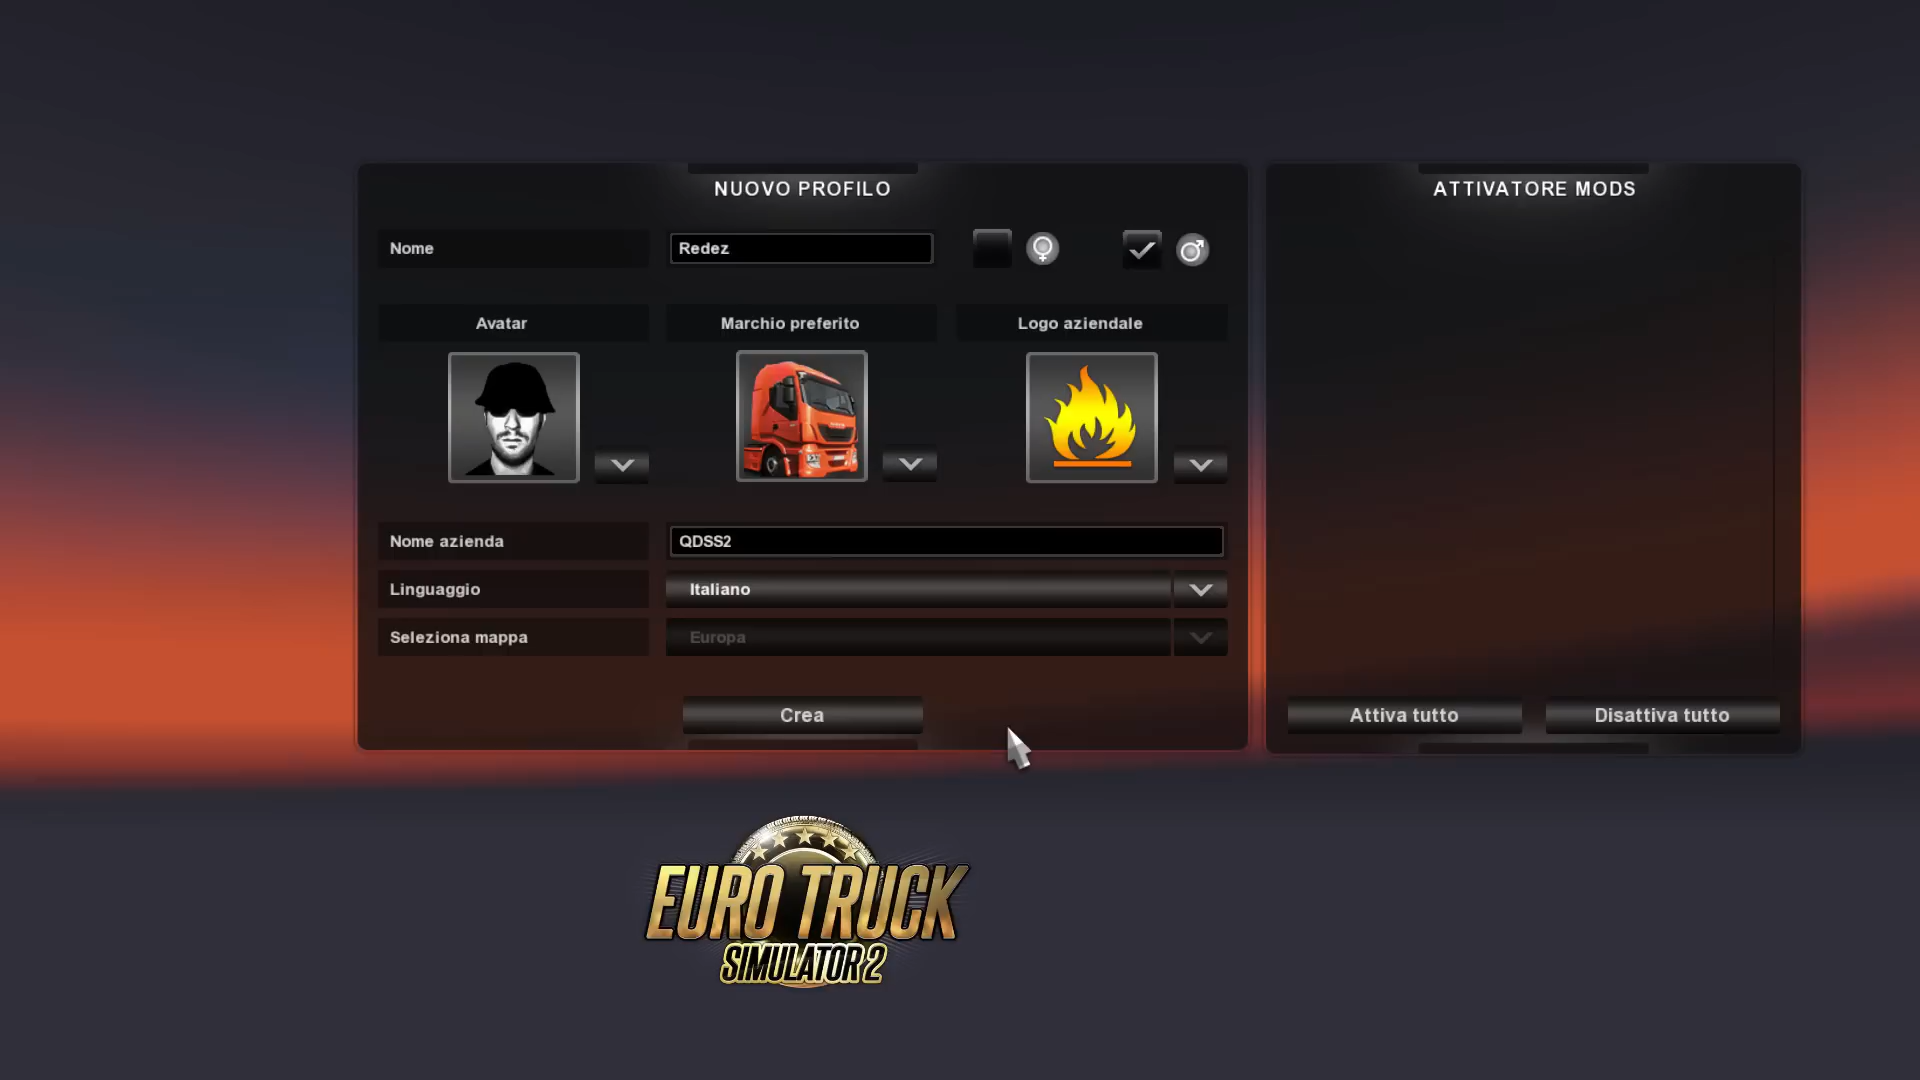 NUOVO PROFILO
Nome
Redez
Avatar
Marchio preferito
Logo aziendale
Nome azienda
QDSS2
Linguaggio
Italiano
Seleziona mappa
Europa
Crea
ATTIVATORE MODS
Attiva tutto
Disattiva tutto
EURO TRUCK
SIMULATOR 2